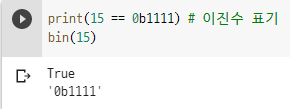 print(15 == 0b1111) # 이진수 표기
bin(15)
True
'0b1111'